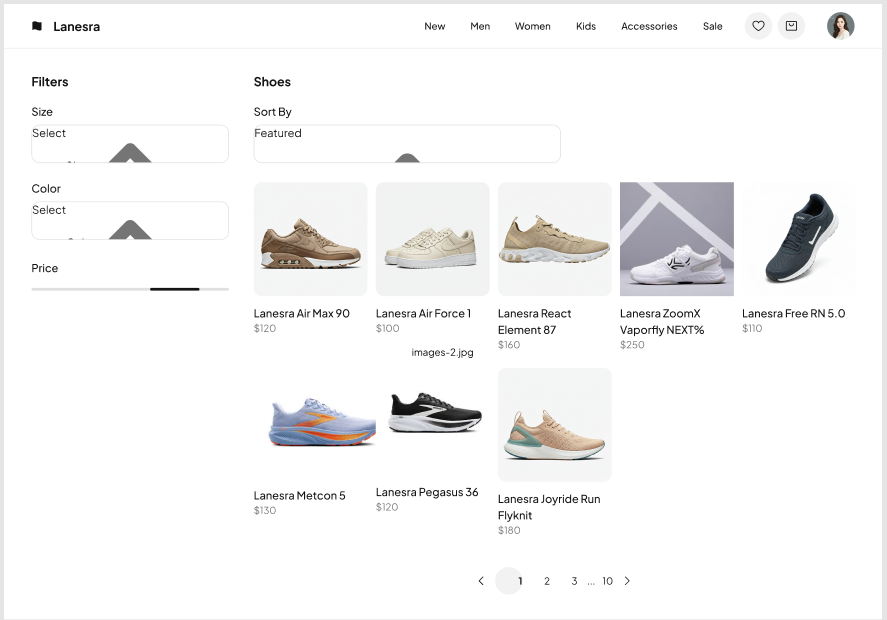 Lanesra
New
Men
Women
Kids
Accessories
Sale
Filters
Size
Select
Color
Select
Price
Shoes
Sort By
Featured
Lanesra Air Max 90
$120
Lanesra Air Force 1
$100
Lanesra React
Element 87
$160
Lanesra ZoomX
Vaporfly NEXT%
$250
Lanesra Free RN 5.0
$110
Lanesra Metcon 5
$130
images-2.jpg
Lanesra Pegasus 36
$120
Lanesra Joyride Run
Flyknit
$180
1 2 3 ... 10